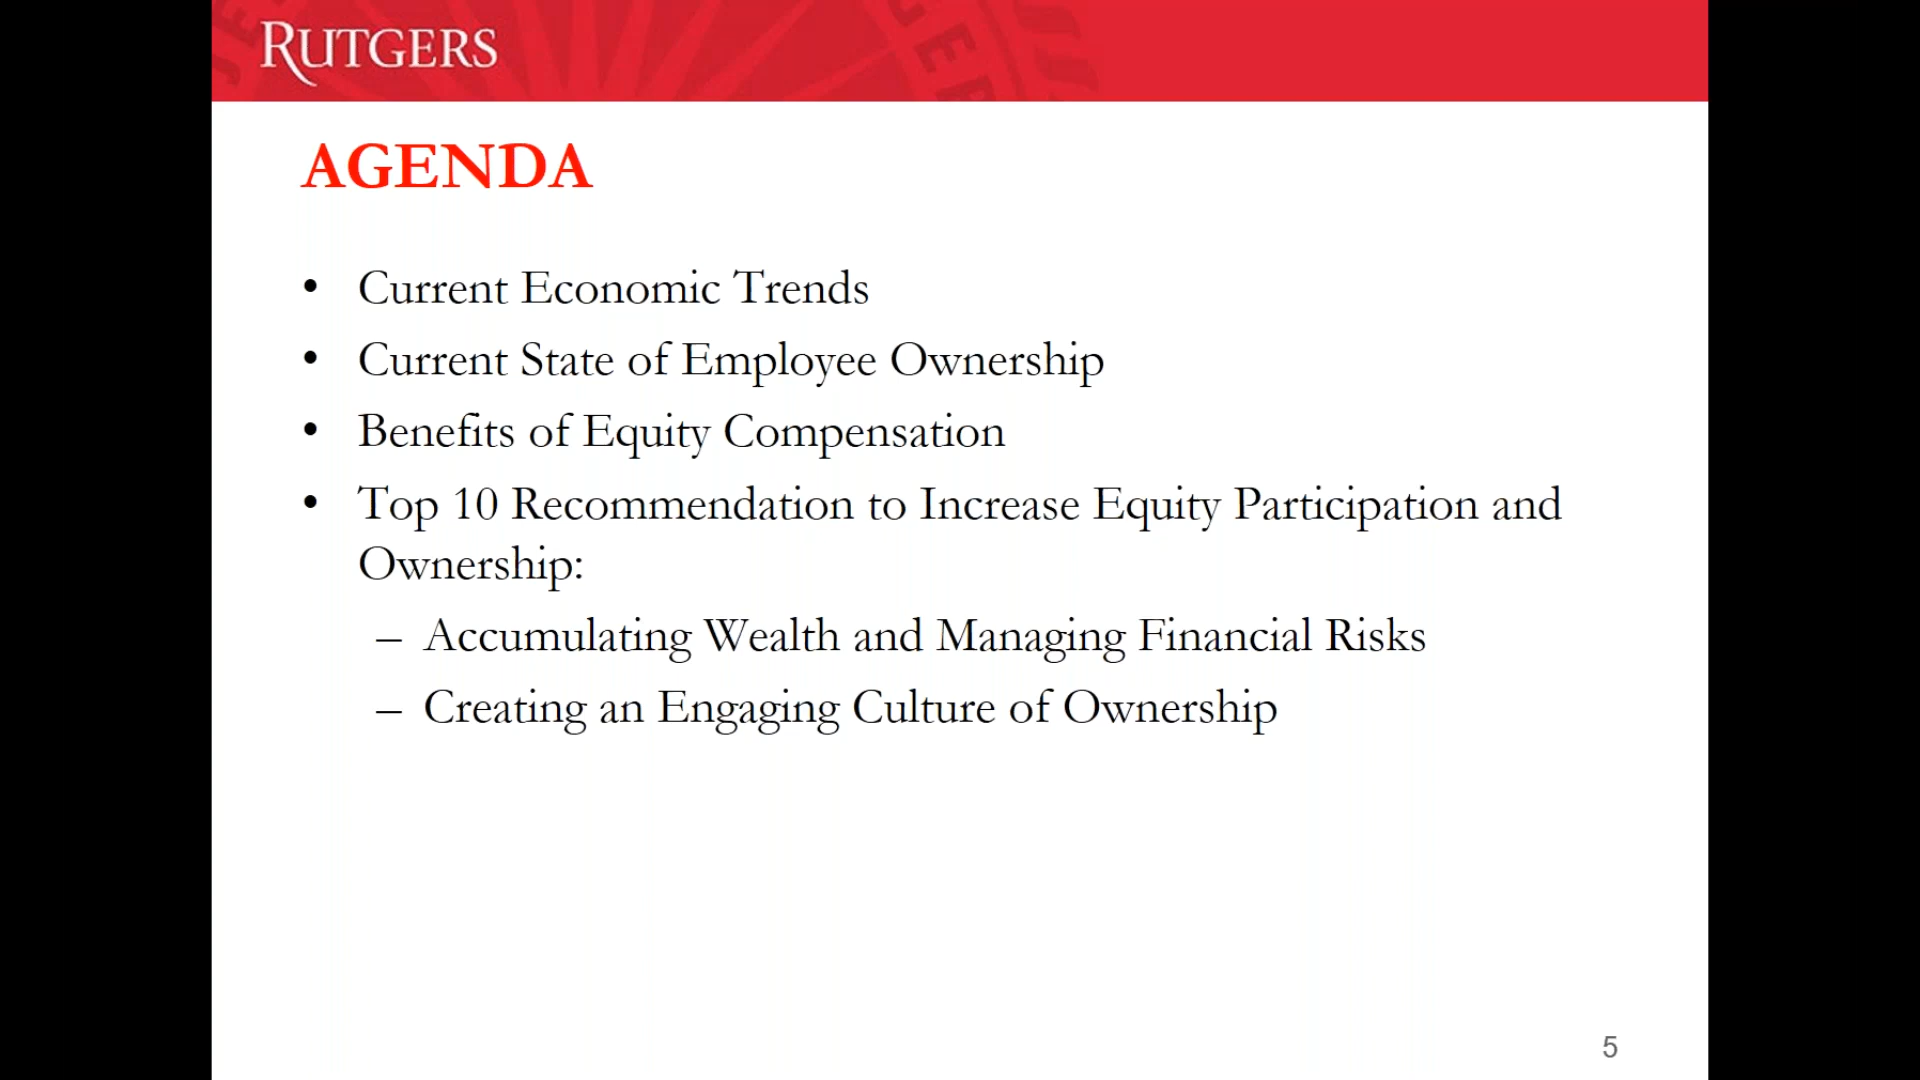 RUTGERS
AGENDA
• Current Economic Trends
• Current State of Employee Ownership
• Benefits of Equity Compensation
• Top 10 Recommendation to Increase Equity Participation and
Ownership:
– Accumulating Wealth and Managing Financial Risks
– Creating an Engaging Culture of Ownership
5